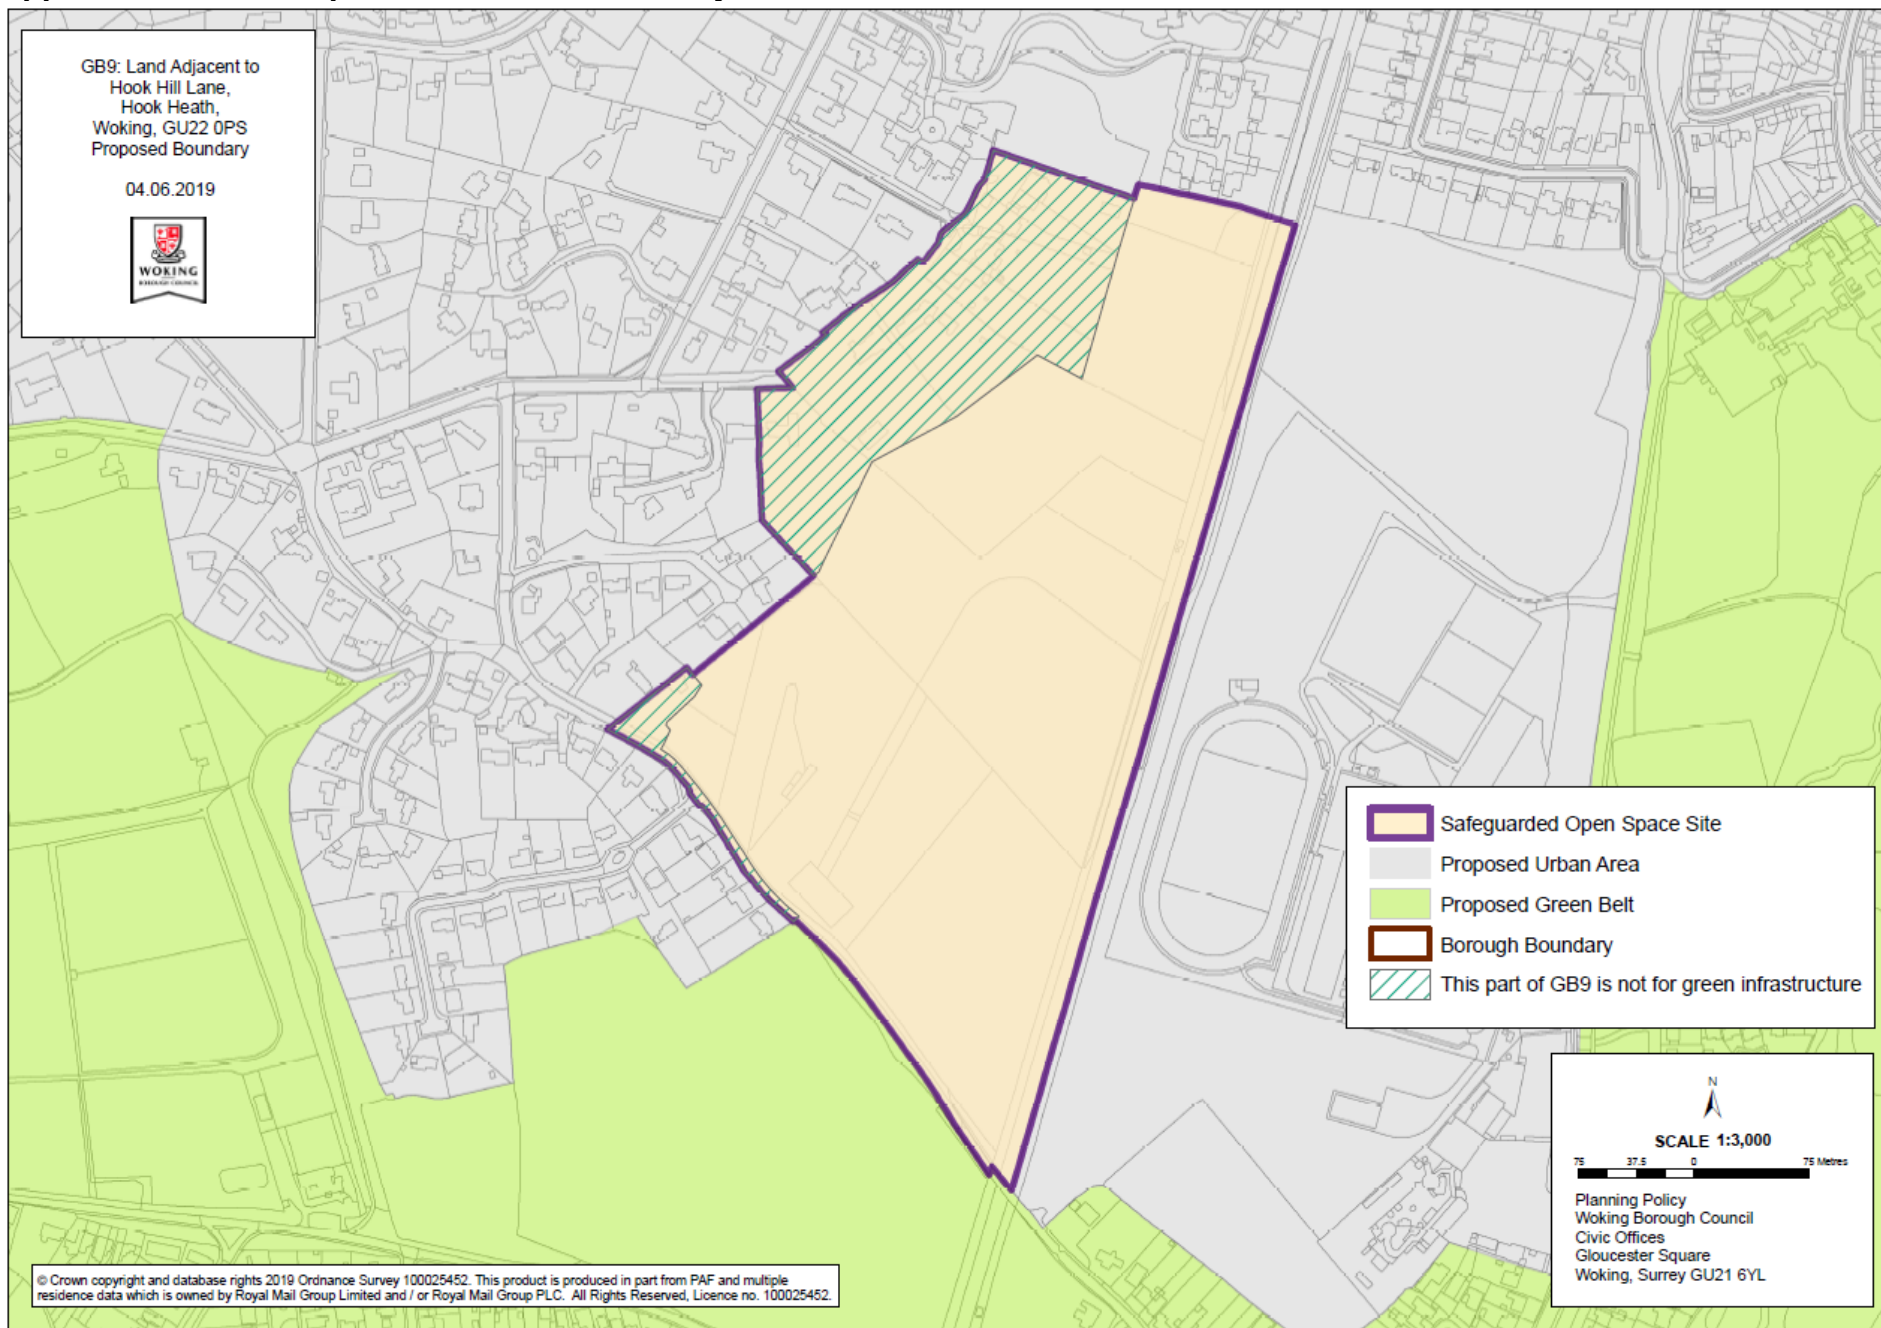 GB9: Land Adjacent to
Hook Hill Lane,
Hook Heath,
Woking, GU22 0PS
Proposed Boundary
04.06.2019
WOKING
BOROUGH COUNCIL
Safeguarded Open Space Site
Proposed Urban Area
Proposed Green Belt
Borough Boundary
This part of GB9 is not for green infrastructure
N
SCALE 1:3,000
75 37.5 0 75 Metres
Planning Policy
Woking Borough Council
Civic Offices
Gloucester Square
Woking, Surrey GU21 6YL
© Crown copyright and database rights 2019 Ordnance Survey 100025452. This product is produced in part from PAF and multiple
residence data which is owned by Royal Mail Group Limited and / or Royal Mail Group PLC. All Rights Reserved, Licence no. 100025452.